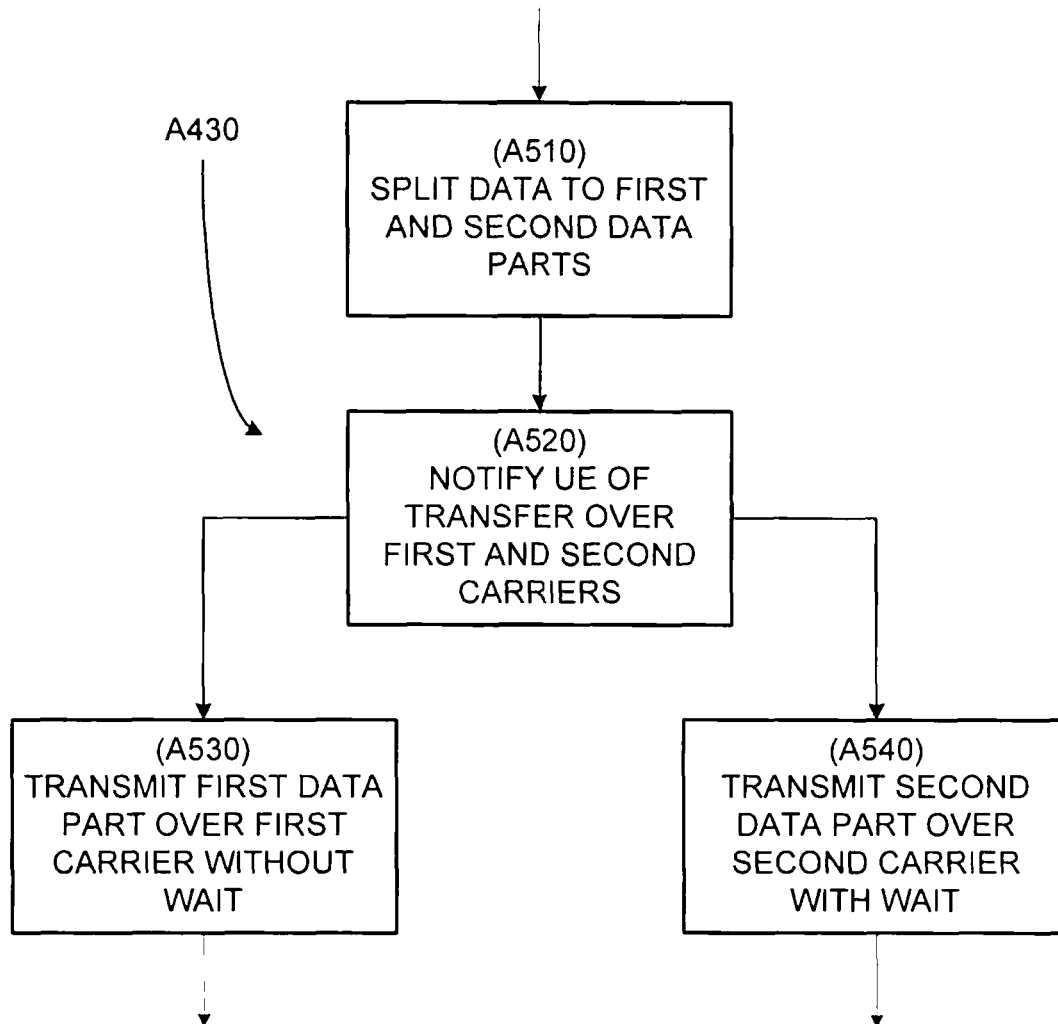 A430
(A510)
SPLIT DATA TO FIRST
AND SECOND DATA
PARTS
(A520)
NOTIFY UE OF
TRANSFER OVER
FIRST AND SECOND
CARRIERS
(A530)
TRANSMIT FIRST DATA
PART OVER FIRST
CARRIER WITHOUT
WAIT
(A540)
TRANSMIT SECOND
DATA PART OVER
SECOND CARRIER
WITH WAIT